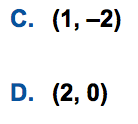 C. (1, –2)
D. (2, 0)